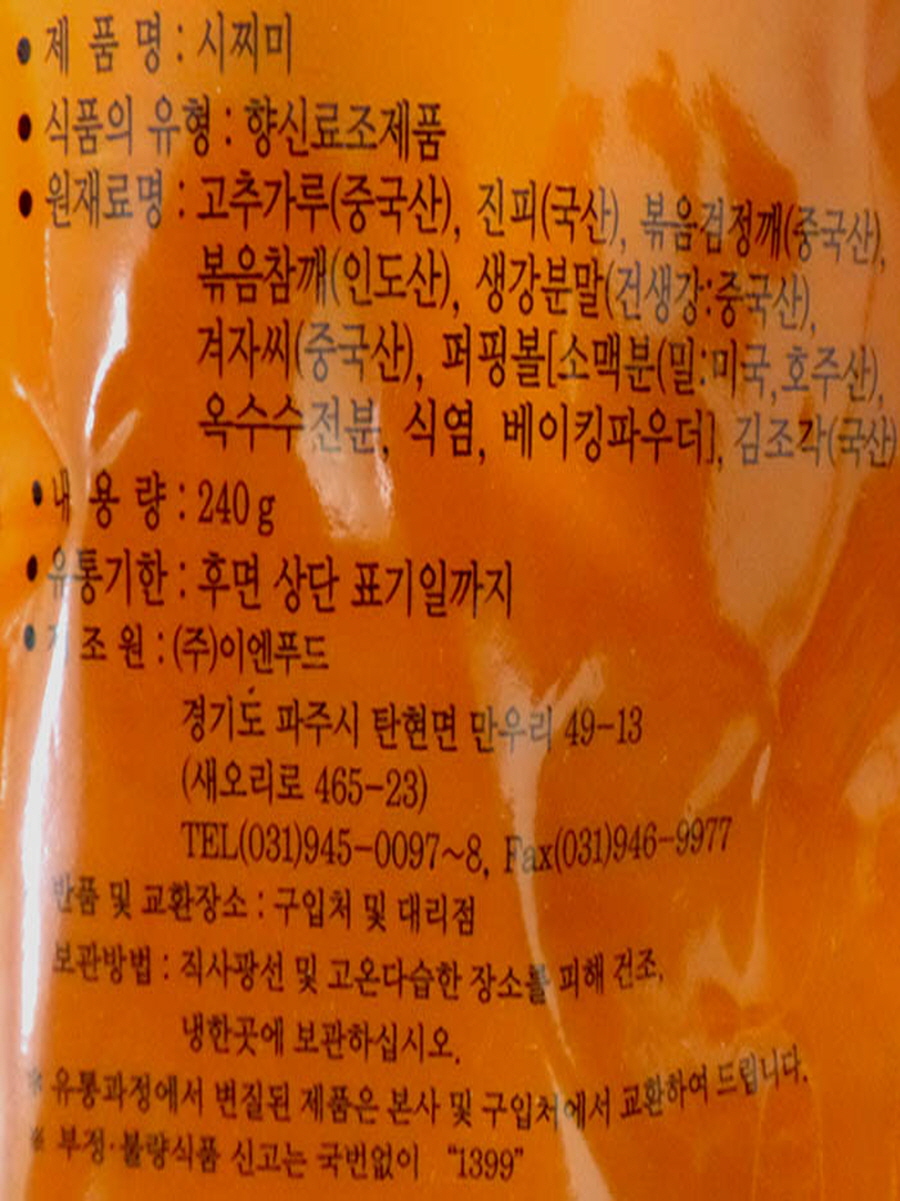 • 제 품 명 : 시찌미
• 식품의 유형 : 향신료조제품
• 원재료명 : 고추가루(중국산), 진피(국산), 볶음검정깨(중국산),
볶음참깨(인도산), 생강분말(건생강:중국산),
겨자씨(중국산), 퍼핑볼[소맥분(밀:미국,호주산),
옥수수전분, 식염, 베이킹파우더], 김조각(국산)
• 내 용 량 : 240g
• 유통기한 : 후면 상단 표기일까지
• 제 조 원 : (주)이엔푸드
경기도 파주시 탄현면 만우리 49-13
(새오리로 465-23)
TEL(031)945-0097~8, Fax(031)946-9977
반품 및 교환장소 : 구입처 및 대리점
보관방법 : 직사광선 및 고온다습한 장소를 피해 건조,
냉한곳에 보관하십시오.
※ 유통과정에서 변질된 제품은 본사 및 구입처에서 교환하여 드립니다.
※ 부정·불량식품 신고는 국번없이 "1399"